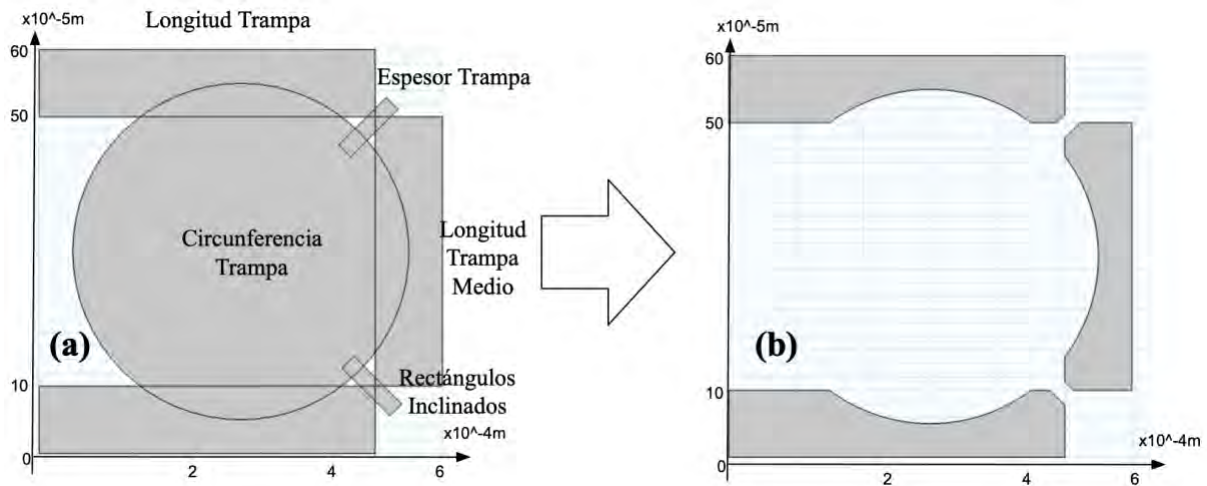 x10^-5m
Longitud Trampa
60
Espesor Trampa
50
Circunferencia
Trampa
Longitud
Trampa
Medio
(a)
10
Rectángulos
Inclinados
x10^-4m
0
2
4
6
x10^-5m
60
50
(b)
10
x10^-4m
0
2
4
6